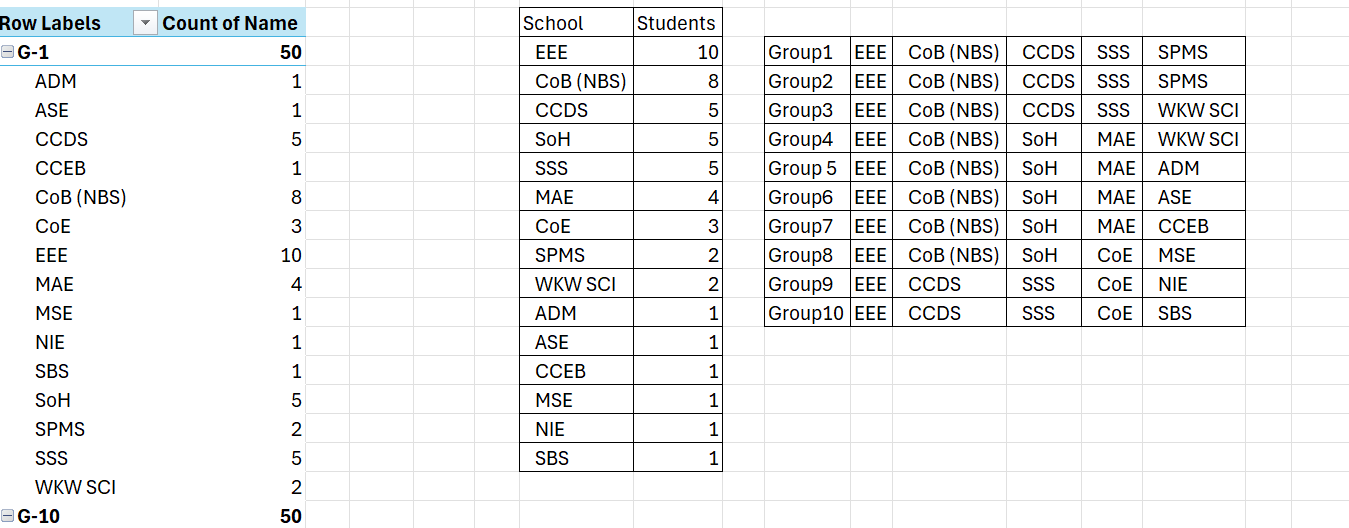 Row Labels Count of Name
G-1 50
ADM 1
ASE 1
CCDS 5
CCEB 1
CoB (NBS) 8
CoE 3
EEE 10
MAE 4
MSE 1
NIE 1
SBS 1
SoH 5
SPMS 2
SSS 5
WKW SCI 2
G-10 50
School Students
EEE 10
CoB (NBS) 8
CCDS 5
SoH 5
SSS 5
MAE 4
CoE 3
SPMS 2
WKW SCI 2
ADM 1
ASE 1
CCEB 1
MSE 1
NIE 1
SBS 1
Group1 EEE CoB (NBS) CCDS SSS SPMS
Group2 EEE CoB (NBS) CCDS SSS SPMS
Group3 EEE CoB (NBS) CCDS SSS WKW SCI
Group4 EEE CoB (NBS) SoH MAE WKW SCI
Group 5 EEE CoB (NBS) SoH MAE ADM
Group6 EEE CoB (NBS) SoH MAE ASE
Group7 EEE CoB (NBS) SoH MAE CCEB
Group8 EEE CoB (NBS) SoH CoE MSE
Group9 EEE CCDS SSS CoE NIE
Group10 EEE CCDS SSS CoE SBS